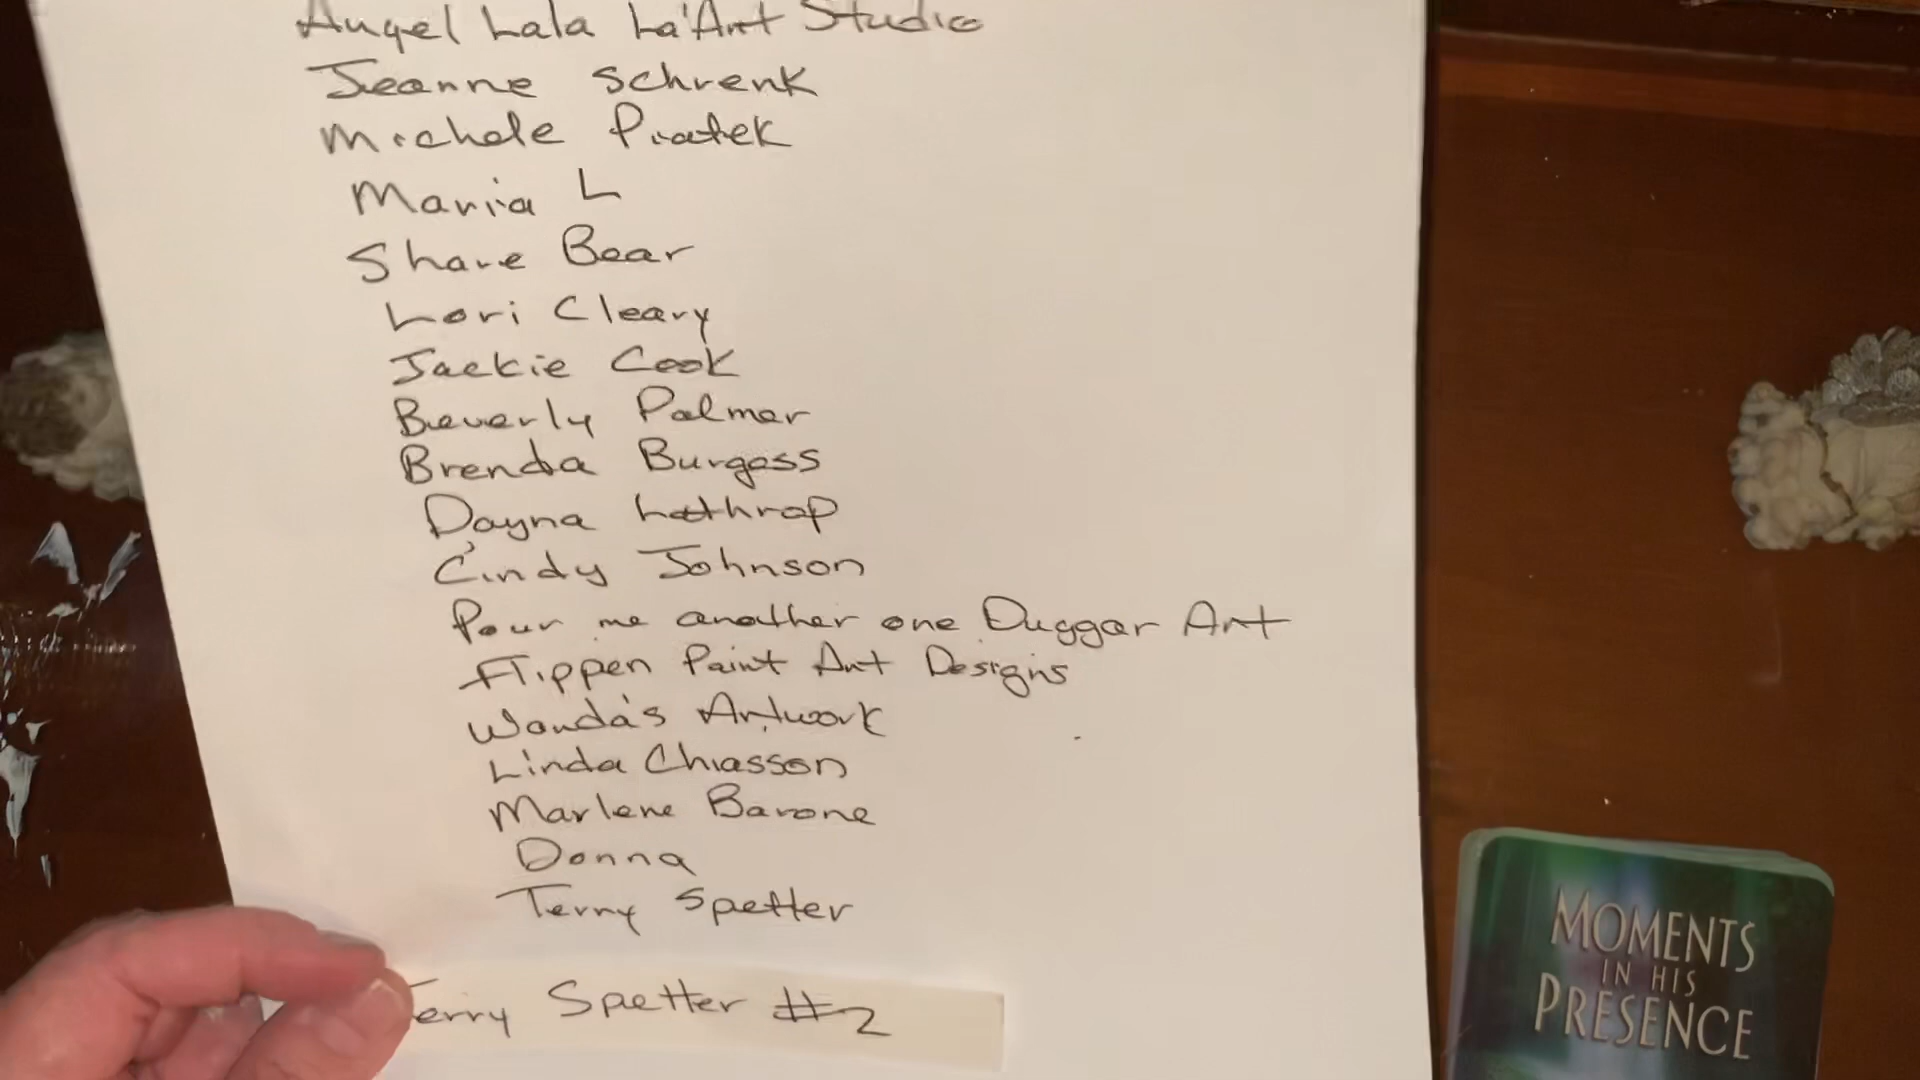 Angel Lala La'Art Studio
Jeanne Schrenk
Michele Piatek
Maria L
Share Bear
Lori Cleary
Jackie Cook
Beverly Palmer
Brenda Burgess
Dayna Lothrop
Cindy Johnson
Pour me another one Duggar Art
Flippen Paint Art Designs
Wanda's Artwork
Linda Chiasson
Marlene Barone
Donna
Terry Spetter
Terry Spetter #2
MOMENTS
IN HIS
PRESENCE